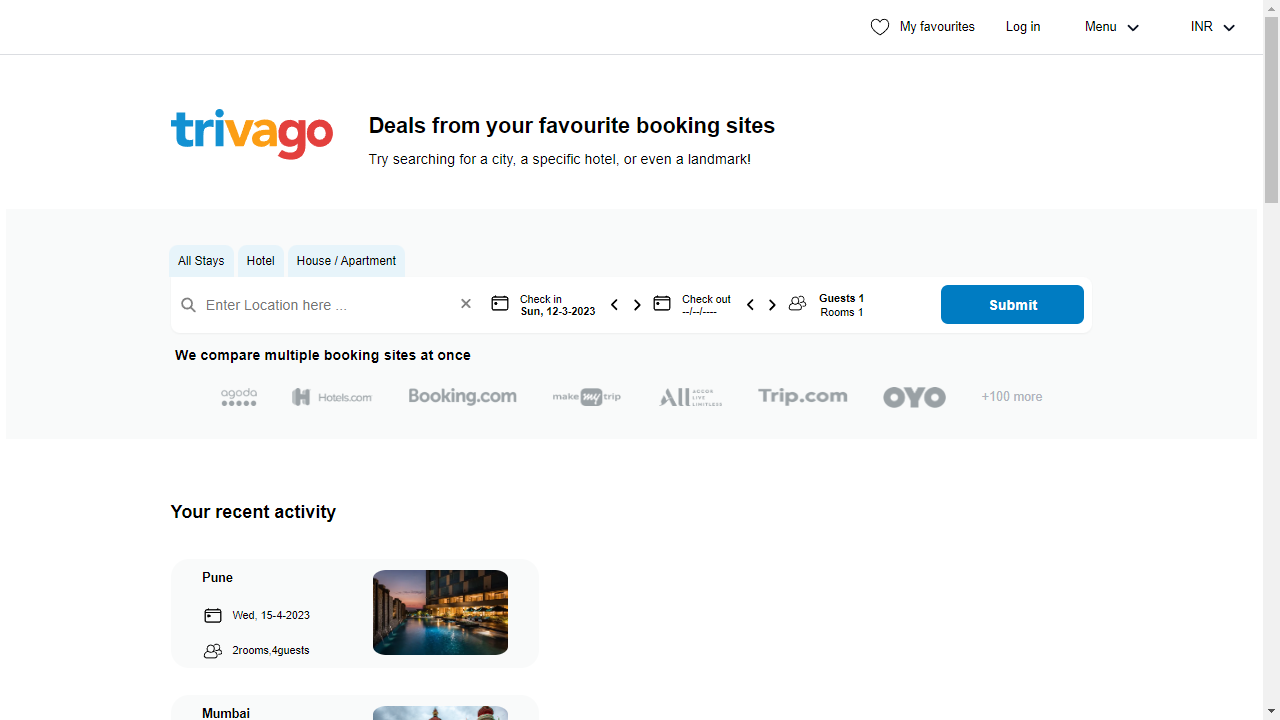 My favourites Log in Menu INR
trivago
Deals from your favourite booking sites
Try searching for a city, a specific hotel, or even a landmark!
All Stays Hotel House / Apartment
Enter Location here ...
Check in
Sun, 12-3-2023
Check out
--/--/----
Guests 1
Rooms 1
Submit
We compare multiple booking sites at once
agoda Hotels.com Booking.com make my trip ALL ACCOR LIVE LIMITLESS Trip.com OYO +100 more
Your recent activity
Pune
Wed, 15-4-2023
2rooms,4guests
Mumbai